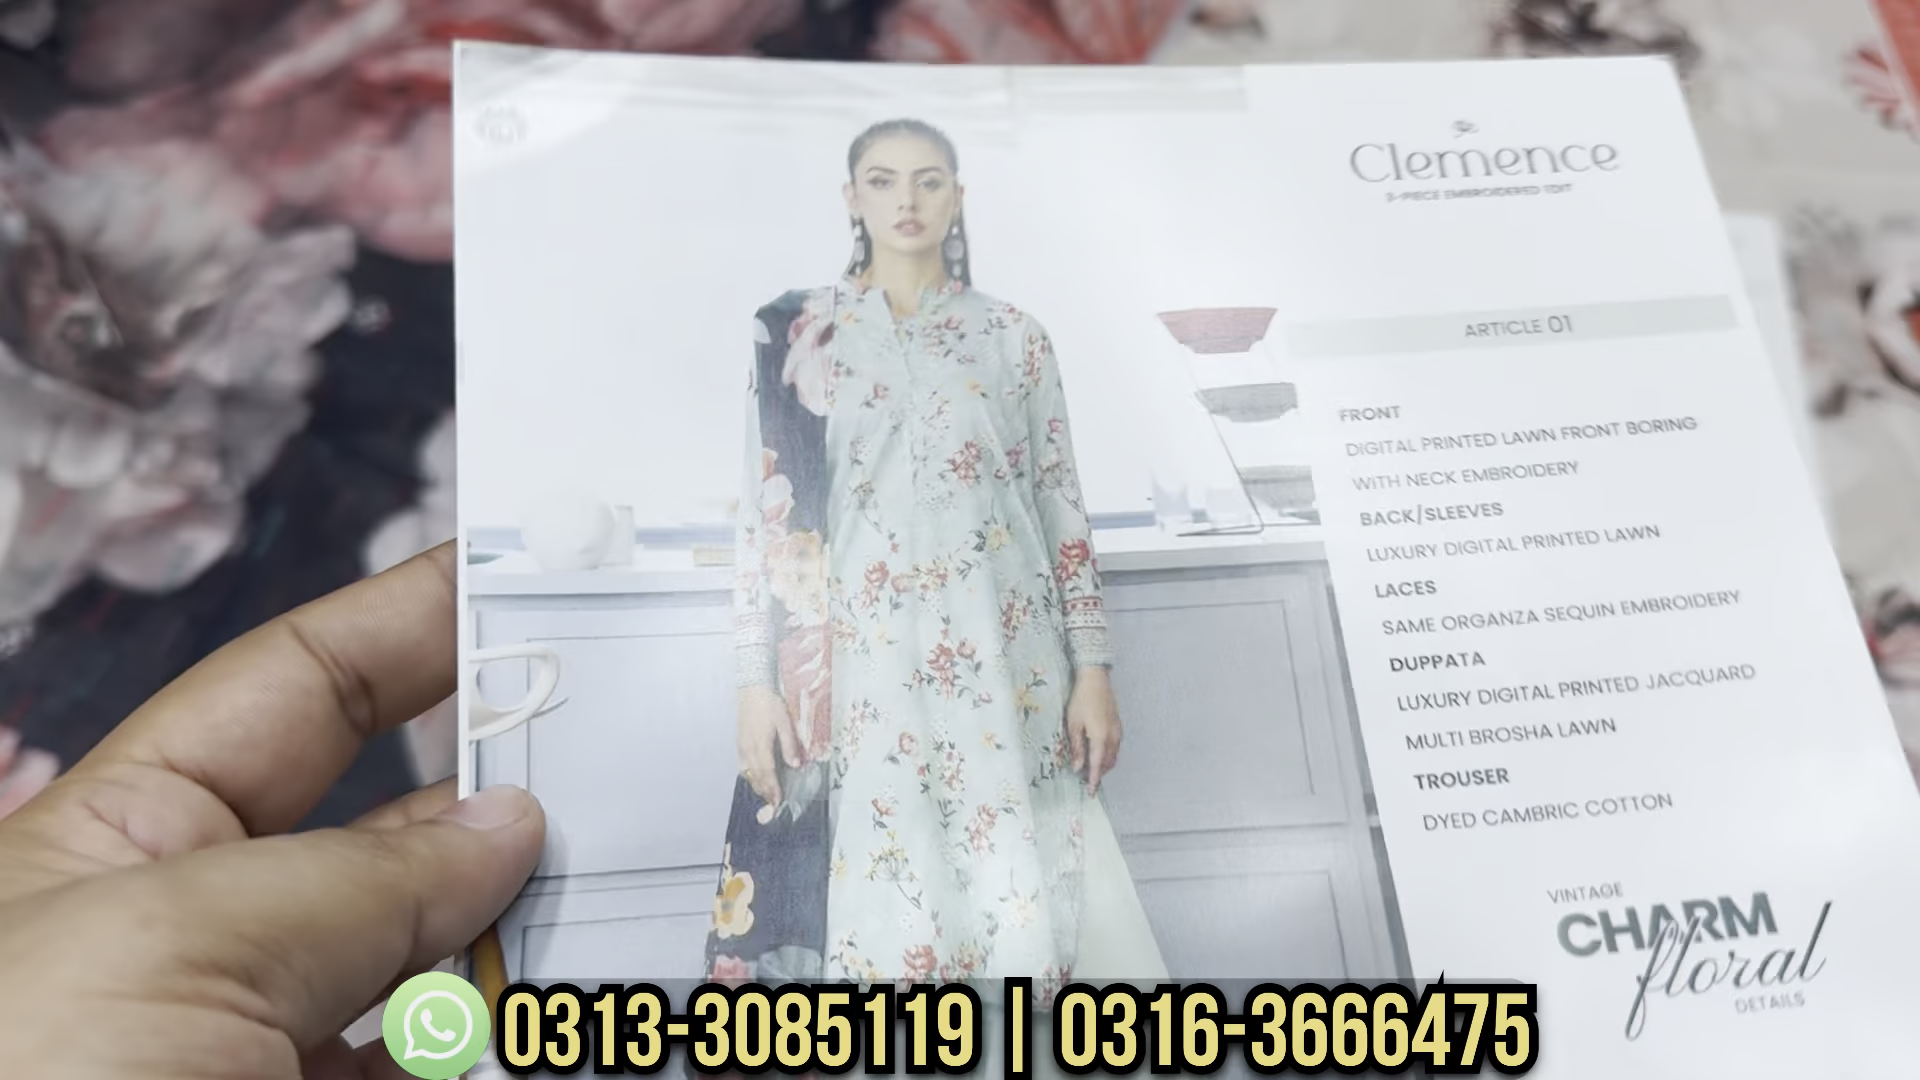 Clemence
3-PIECE EMBROIDERED EDIT
ARTICLE 01
FRONT
DIGITAL PRINTED LAWN FRONT BORING
WITH NECK EMBROIDERY
BACK/SLEEVES
LUXURY DIGITAL PRINTED LAWN
LACES
SAME ORGANZA SEQUIN EMBROIDERY
DUPPATA
LUXURY DIGITAL PRINTED JACQUARD
MULTI BROSHA LAWN
TROUSER
DYED CAMBRIC COTTON
VINTAGE
CHARM
floral
DETAILS
0313-3085119 | 0316-3666475